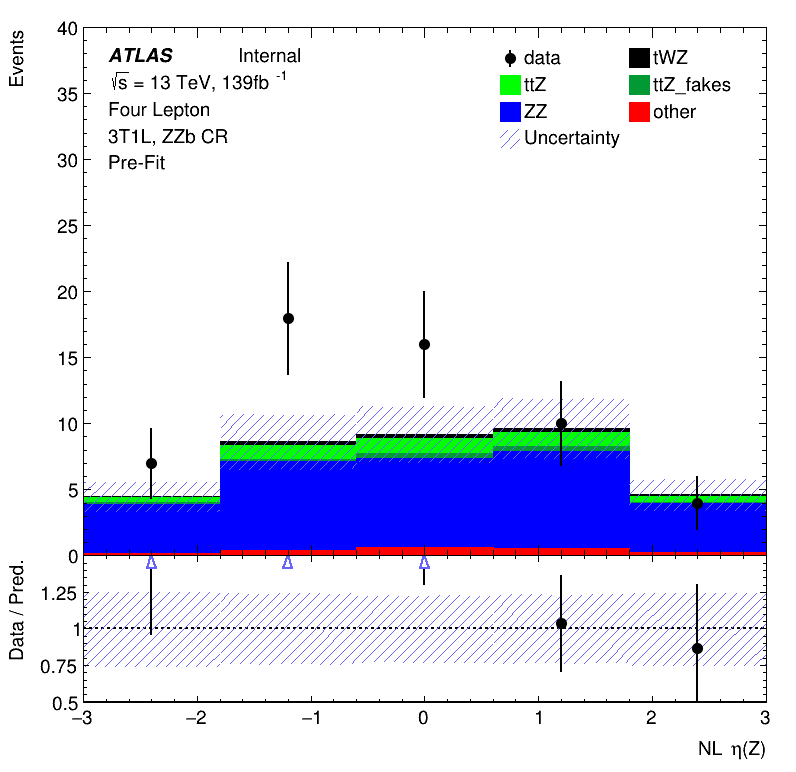 Events
40
35
30
25
20
15
10
5
0
ATLAS Internal
√s = 13 TeV, 139fb -1
Four Lepton
3T1L, ZZb CR
Pre-Fit
data
tWZ
ttZ
ttZ_fakes
ZZ
other
Uncertainty
Data / Pred.
1.25
1
0.75
0.5
−3 −2 −1 0 1 2 3
NL η(Z)